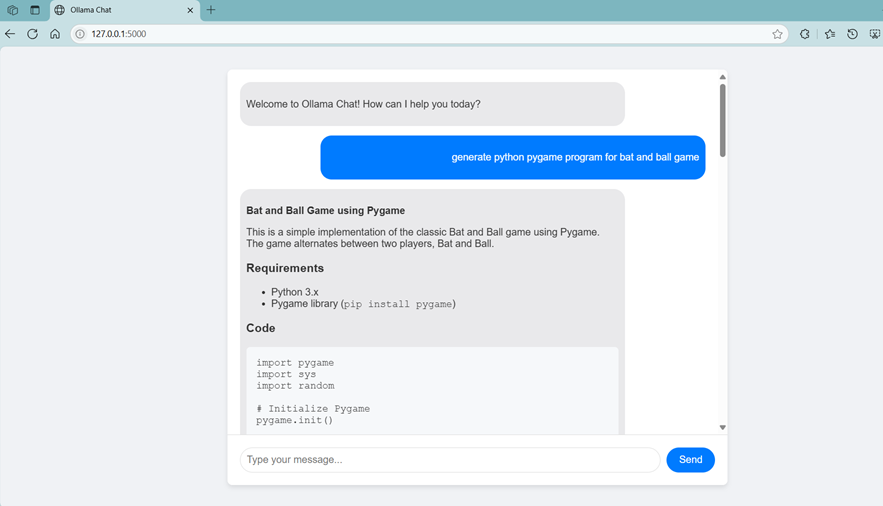 Ollama Chat
127.0.0.1:5000
Welcome to Ollama Chat! How can I help you today?
generate python pygame program for bat and ball game
Bat and Ball Game using Pygame
This is a simple implementation of the classic Bat and Ball game using Pygame.
The game alternates between two players, Bat and Ball.
Requirements
• Python 3.x
• Pygame library (pip install pygame)
Code
import pygame
import sys
import random
# Initialize Pygame
pygame.init()
Type your message...
Send